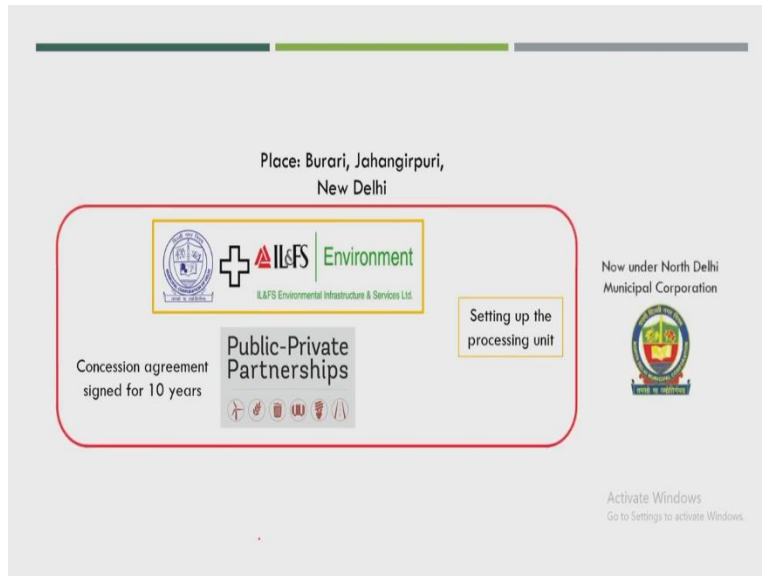 Place: Burari, Jahangirpuri,
New Delhi
IL&FS Environment
IL&FS Environmental Infrastructure & Services Ltd.
Concession agreement
signed for 10 years
Public-Private
Partnerships
Setting up the
processing unit
Now under North Delhi
Municipal Corporation
Activate Windows
Go to Settings to activate Windows.